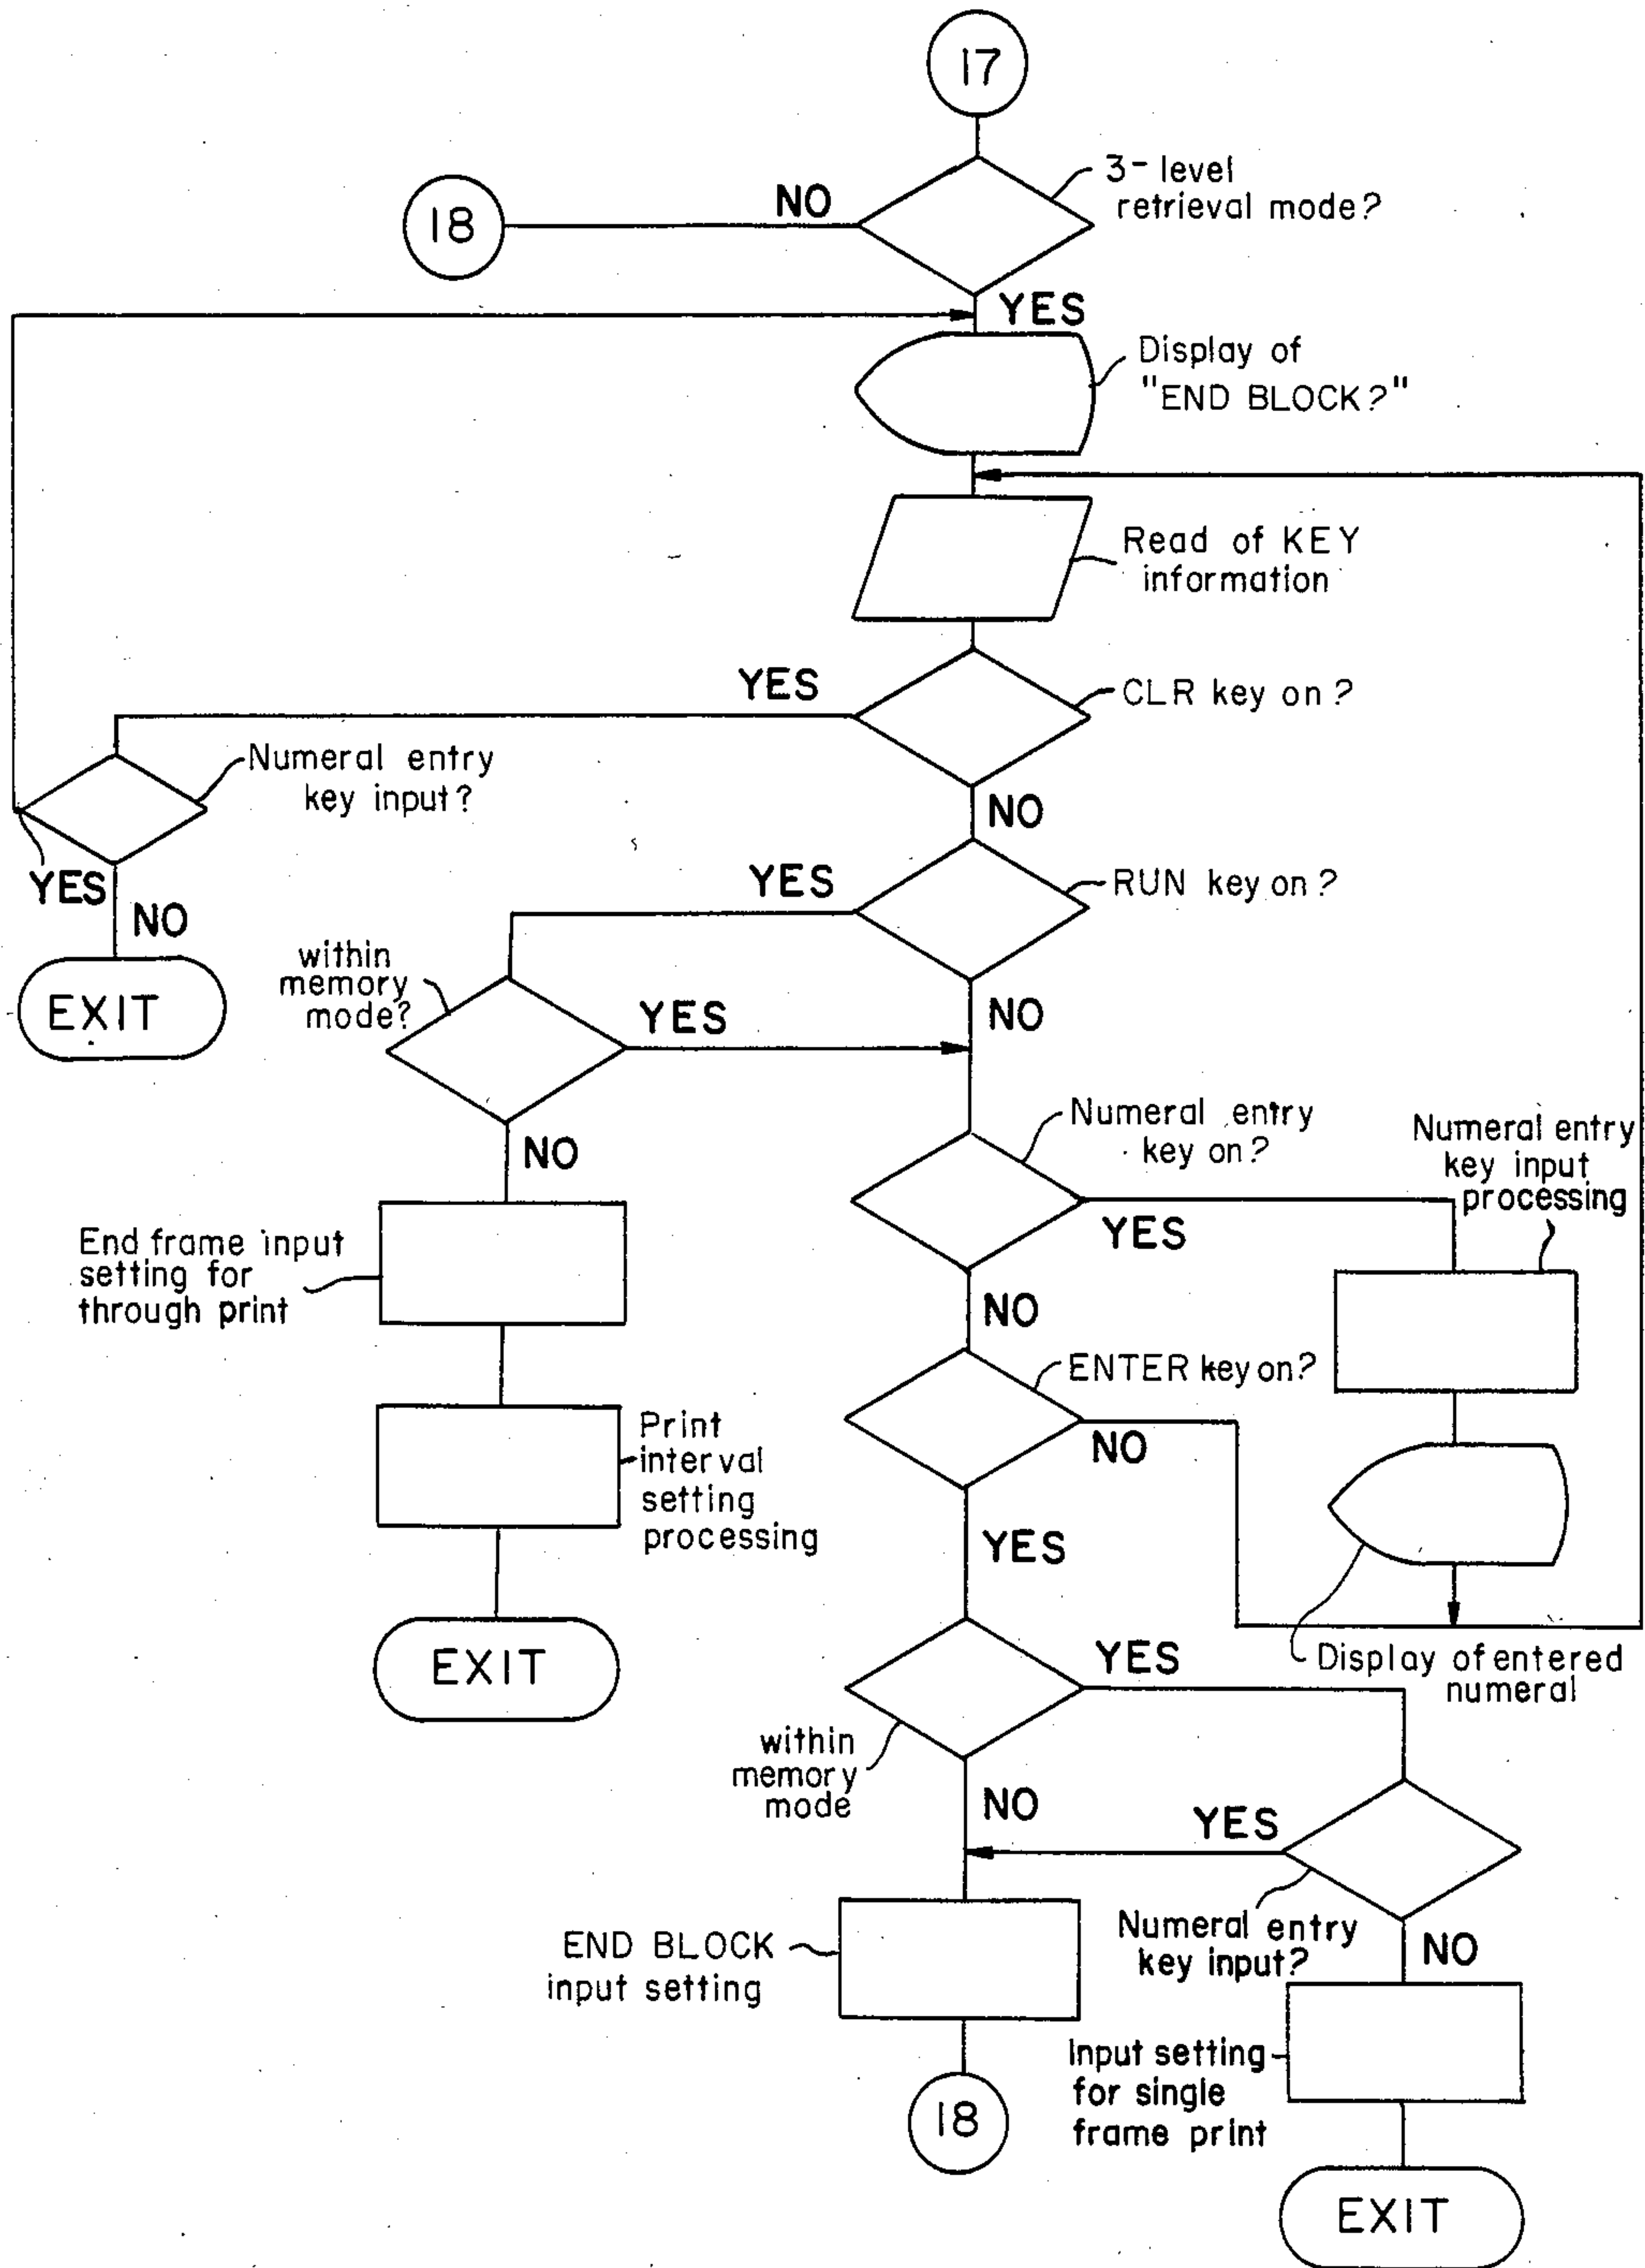 17
3-level
retrieval mode?
NO
18
YES
Display of
"END BLOCK?"
Read of KEY
information
YES
CLR key on?
Numeral entry
key input?
NO
YES
RUN key on?
YES
NO
within
memory
mode?
EXIT
YES
NO
Numeral entry
key on?
Numeral entry
key input
processing
NO
YES
End frame input
setting for
through print
NO
ENTER key on?
NO
Print
interval
setting
processing
YES
EXIT
YES
Display of entered
numeral
within
memory
mode
NO
YES
Numeral entry
key input?
NO
END BLOCK
input setting
Input setting
for single
frame print
18
EXIT